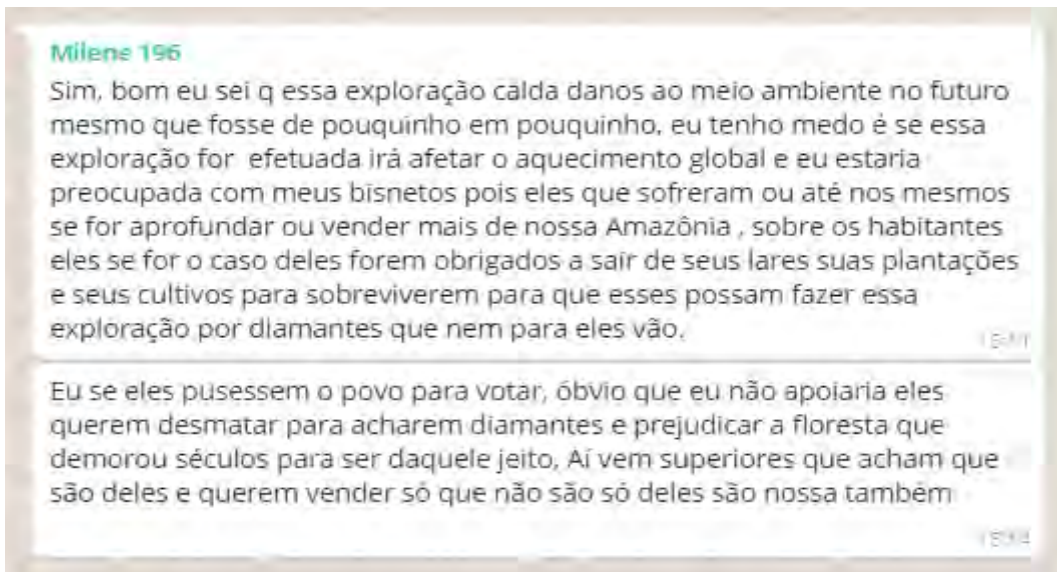 Milene 196
Sim, bom eu sei q essa exploração cálda danos ao meio ambiente no futuro
mesmo que fosse de pouquinho em pouquinho, eu tenho medo é se essa
exploração for efetuada irá afetar o aquecimento global e eu estaria
preocupada com meus bisnetos pois eles que sofreram ou até nos mesmos
se for aprofundar ou vender mais de nossa Amazônia , sobre os habitantes
eles se for o caso deles forem obrigados a sair de seus lares suas plantações
e seus cultivos para sobreviverem para que esses possam fazer essa
exploração por diamantes que nem para eles vão.
Eu se eles pusessem o povo para votar, óbvio que eu não apoiaria eles
querem desmatar para acharem diamantes e prejudicar a floresta que
demorou séculos para ser daquele jeito, Aí vem superiores que acham que
são deles e querem vender só que não são só deles são nossa também